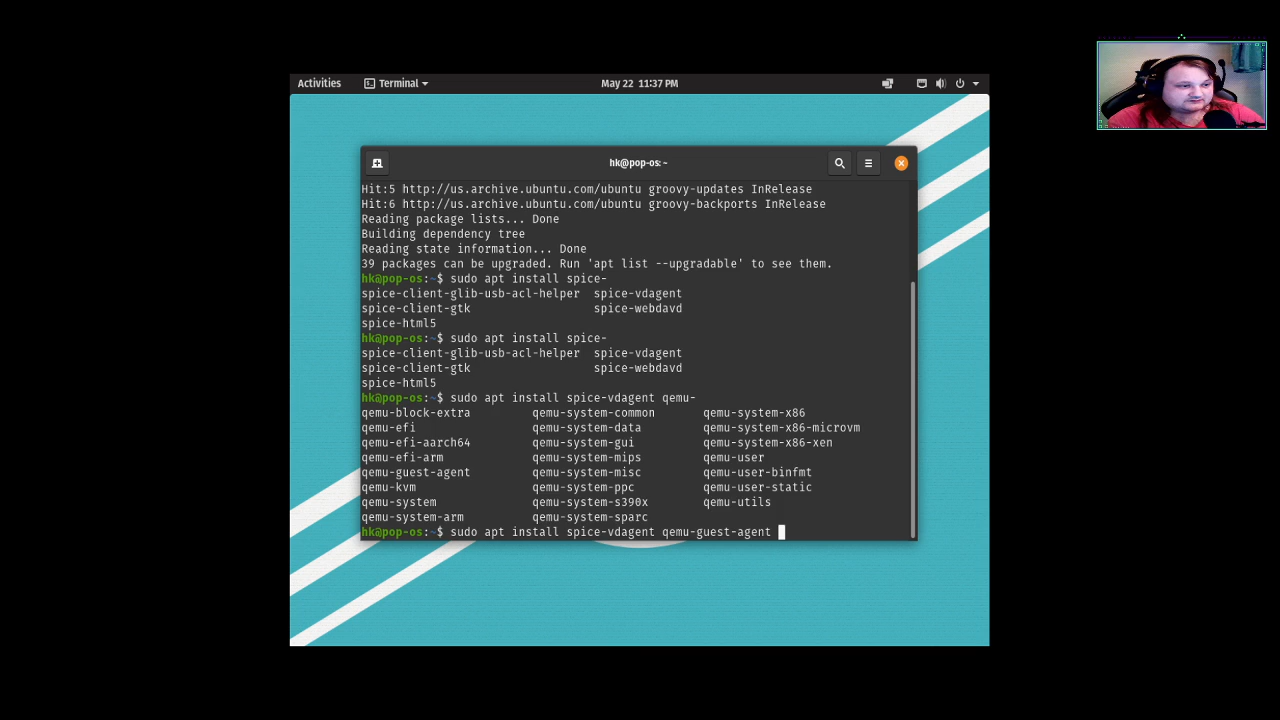 Activities Terminal May 22 11:37 PM
hk@pop-os: ~
Hit:5 http://us.archive.ubuntu.com/ubuntu groovy-updates InRelease
Hit:6 http://us.archive.ubuntu.com/ubuntu groovy-backports InRelease
Reading package lists... Done
Building dependency tree
Reading state information... Done
39 packages can be upgraded. Run 'apt list --upgradable' to see them.
hk@pop-os:~$ sudo apt install spice-
spice-client-glib-usb-acl-helper spice-vdagent
spice-client-gtk spice-webdavd
spice-html5
hk@pop-os:~$ sudo apt install spice-
spice-client-glib-usb-acl-helper spice-vdagent
spice-client-gtk spice-webdavd
spice-html5
hk@pop-os:~$ sudo apt install spice-vdagent qemu-
qemu-block-extra qemu-system-common qemu-system-x86
qemu-efi qemu-system-data qemu-system-x86-microvm
qemu-efi-aarch64 qemu-system-gui qemu-system-x86-xen
qemu-efi-arm qemu-system-mips qemu-user
qemu-guest-agent qemu-system-misc qemu-user-binfmt
qemu-kvm qemu-system-ppc qemu-user-static
qemu-system qemu-system-s390x qemu-utils
qemu-system-arm qemu-system-sparc
hk@pop-os:~$ sudo apt install spice-vdagent qemu-guest-agent